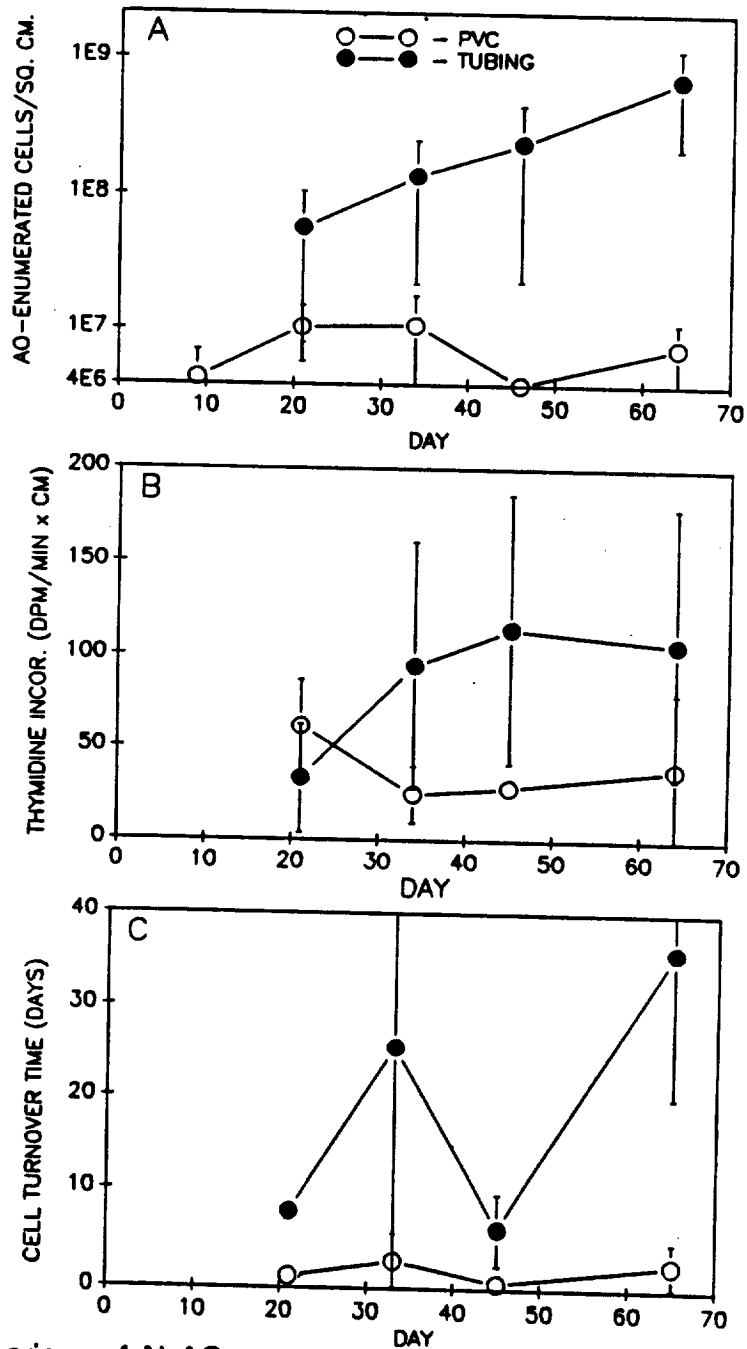 A
○—○ - PVC
●—● - TUBING
AO-ENUMERATED CELLS/SQ. CM.
1E9
1E8
1E7
4E6
0 10 20 30 40 50 60 70
DAY
B
THYMIDINE INCOR. (DPM/MIN x CM)
200
150
100
50
0
0 10 20 30 40 50 60 70
DAY
C
CELL TURNOVER TIME (DAYS)
40
30
20
10
0
0 10 20 30 40 50 60 70
DAY